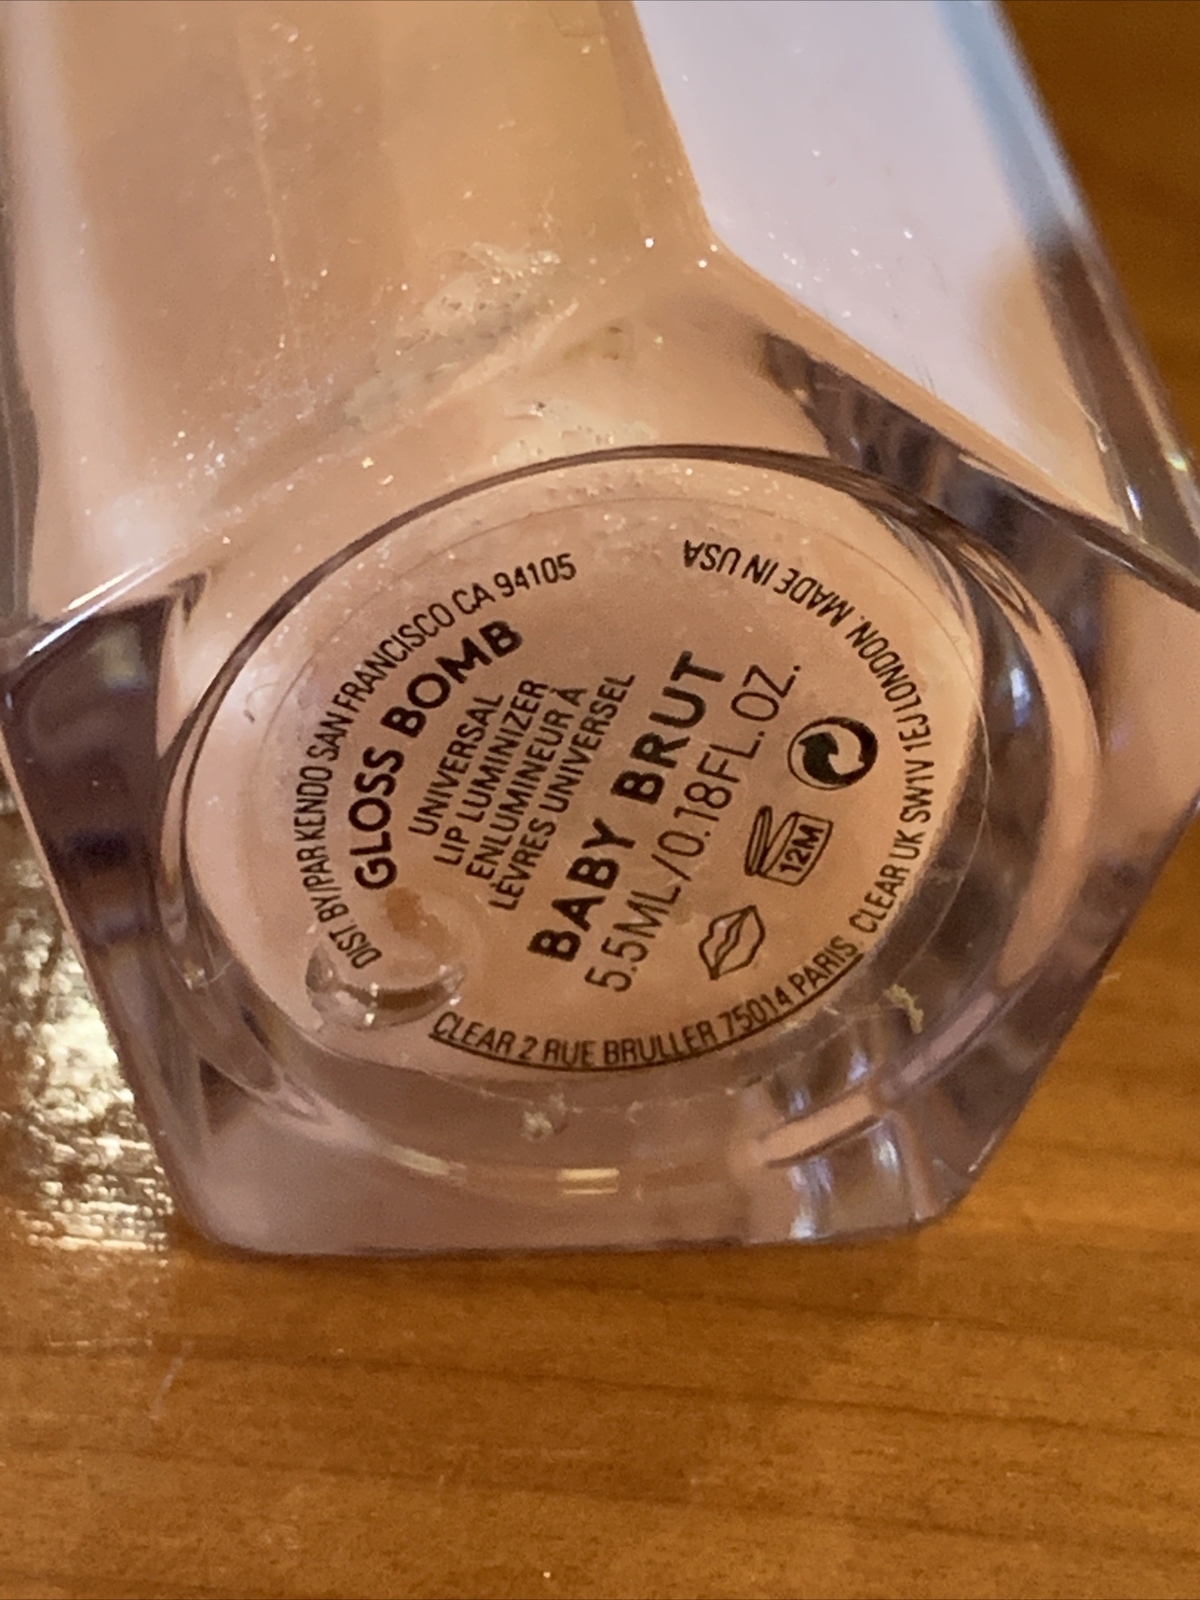 DIST. BY/PAR KENDO SAN FRANCISCO CA 94105
GLOSS BOMB
UNIVERSAL
LIP LUMINIZER
ENLUMINEUR À
LÈVRES UNIVERSEL
BABY BRUT
5.5ML/0.18FL.OZ.
12M
CLEAR 2 RUE BRULLER 75014 PARIS. CLEAR UK SW1V 1EJ LONDON. MADE IN USA